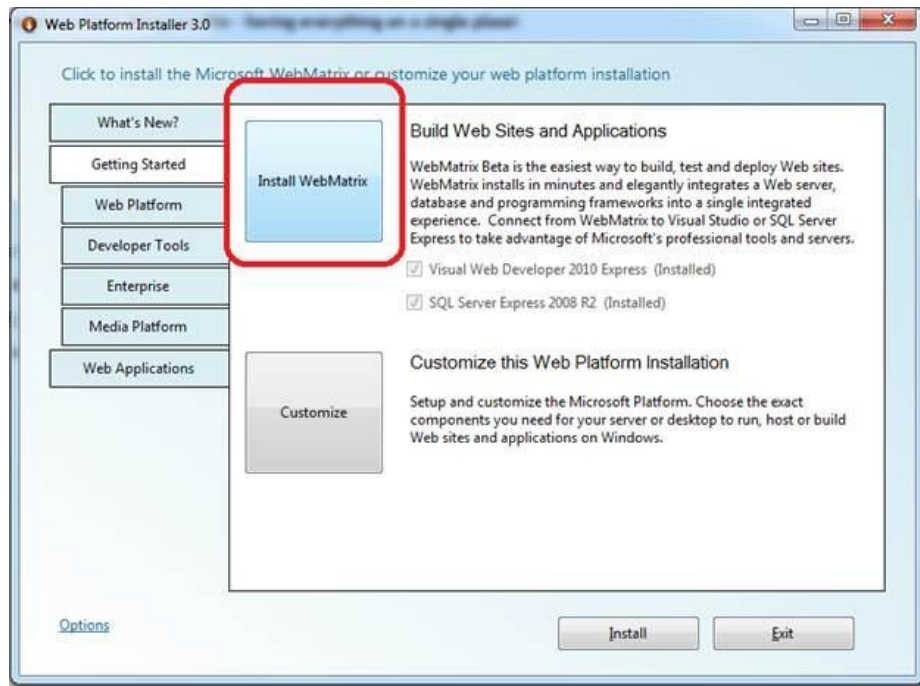 Web Platform Installer 3.0
Click to install the Microsoft WebMatrix or customize your web platform installation
What's New?
Getting Started
Web Platform
Developer Tools
Enterprise
Media Platform
Web Applications
Install WebMatrix
Build Web Sites and Applications
WebMatrix Beta is the easiest way to build, test and deploy Web sites.
WebMatrix installs in minutes and elegantly integrates a Web server,
database and programming frameworks into a single integrated
experience. Connect from WebMatrix to Visual Studio or SQL Server
Express to take advantage of Microsoft's professional tools and servers.
Visual Web Developer 2010 Express (Installed)
SQL Server Express 2008 R2 (Installed)
Customize
Customize this Web Platform Installation
Setup and customize the Microsoft Platform. Choose the exact
components you need for your server or desktop to run, host or build
Web sites and applications on Windows.
Options
Install
Exit